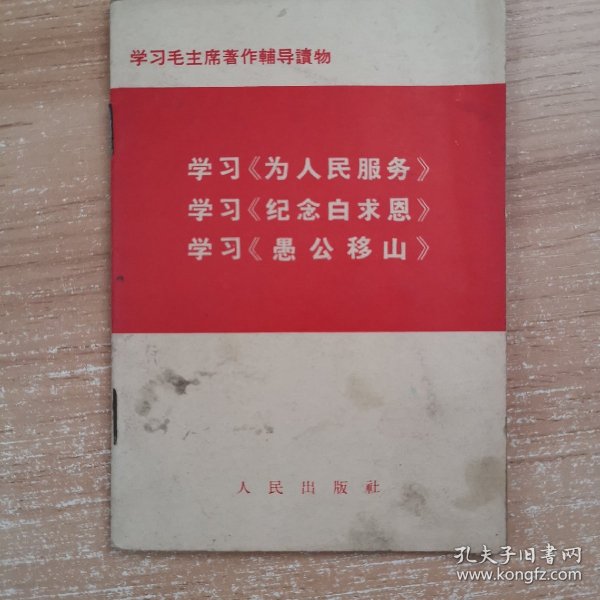 学习毛主席著作輔导讀物
学习《为人民服务》
学习《纪念白求恩》
学习《愚公移山》
人民出版社
孔夫子旧书网
www.kongfz.com